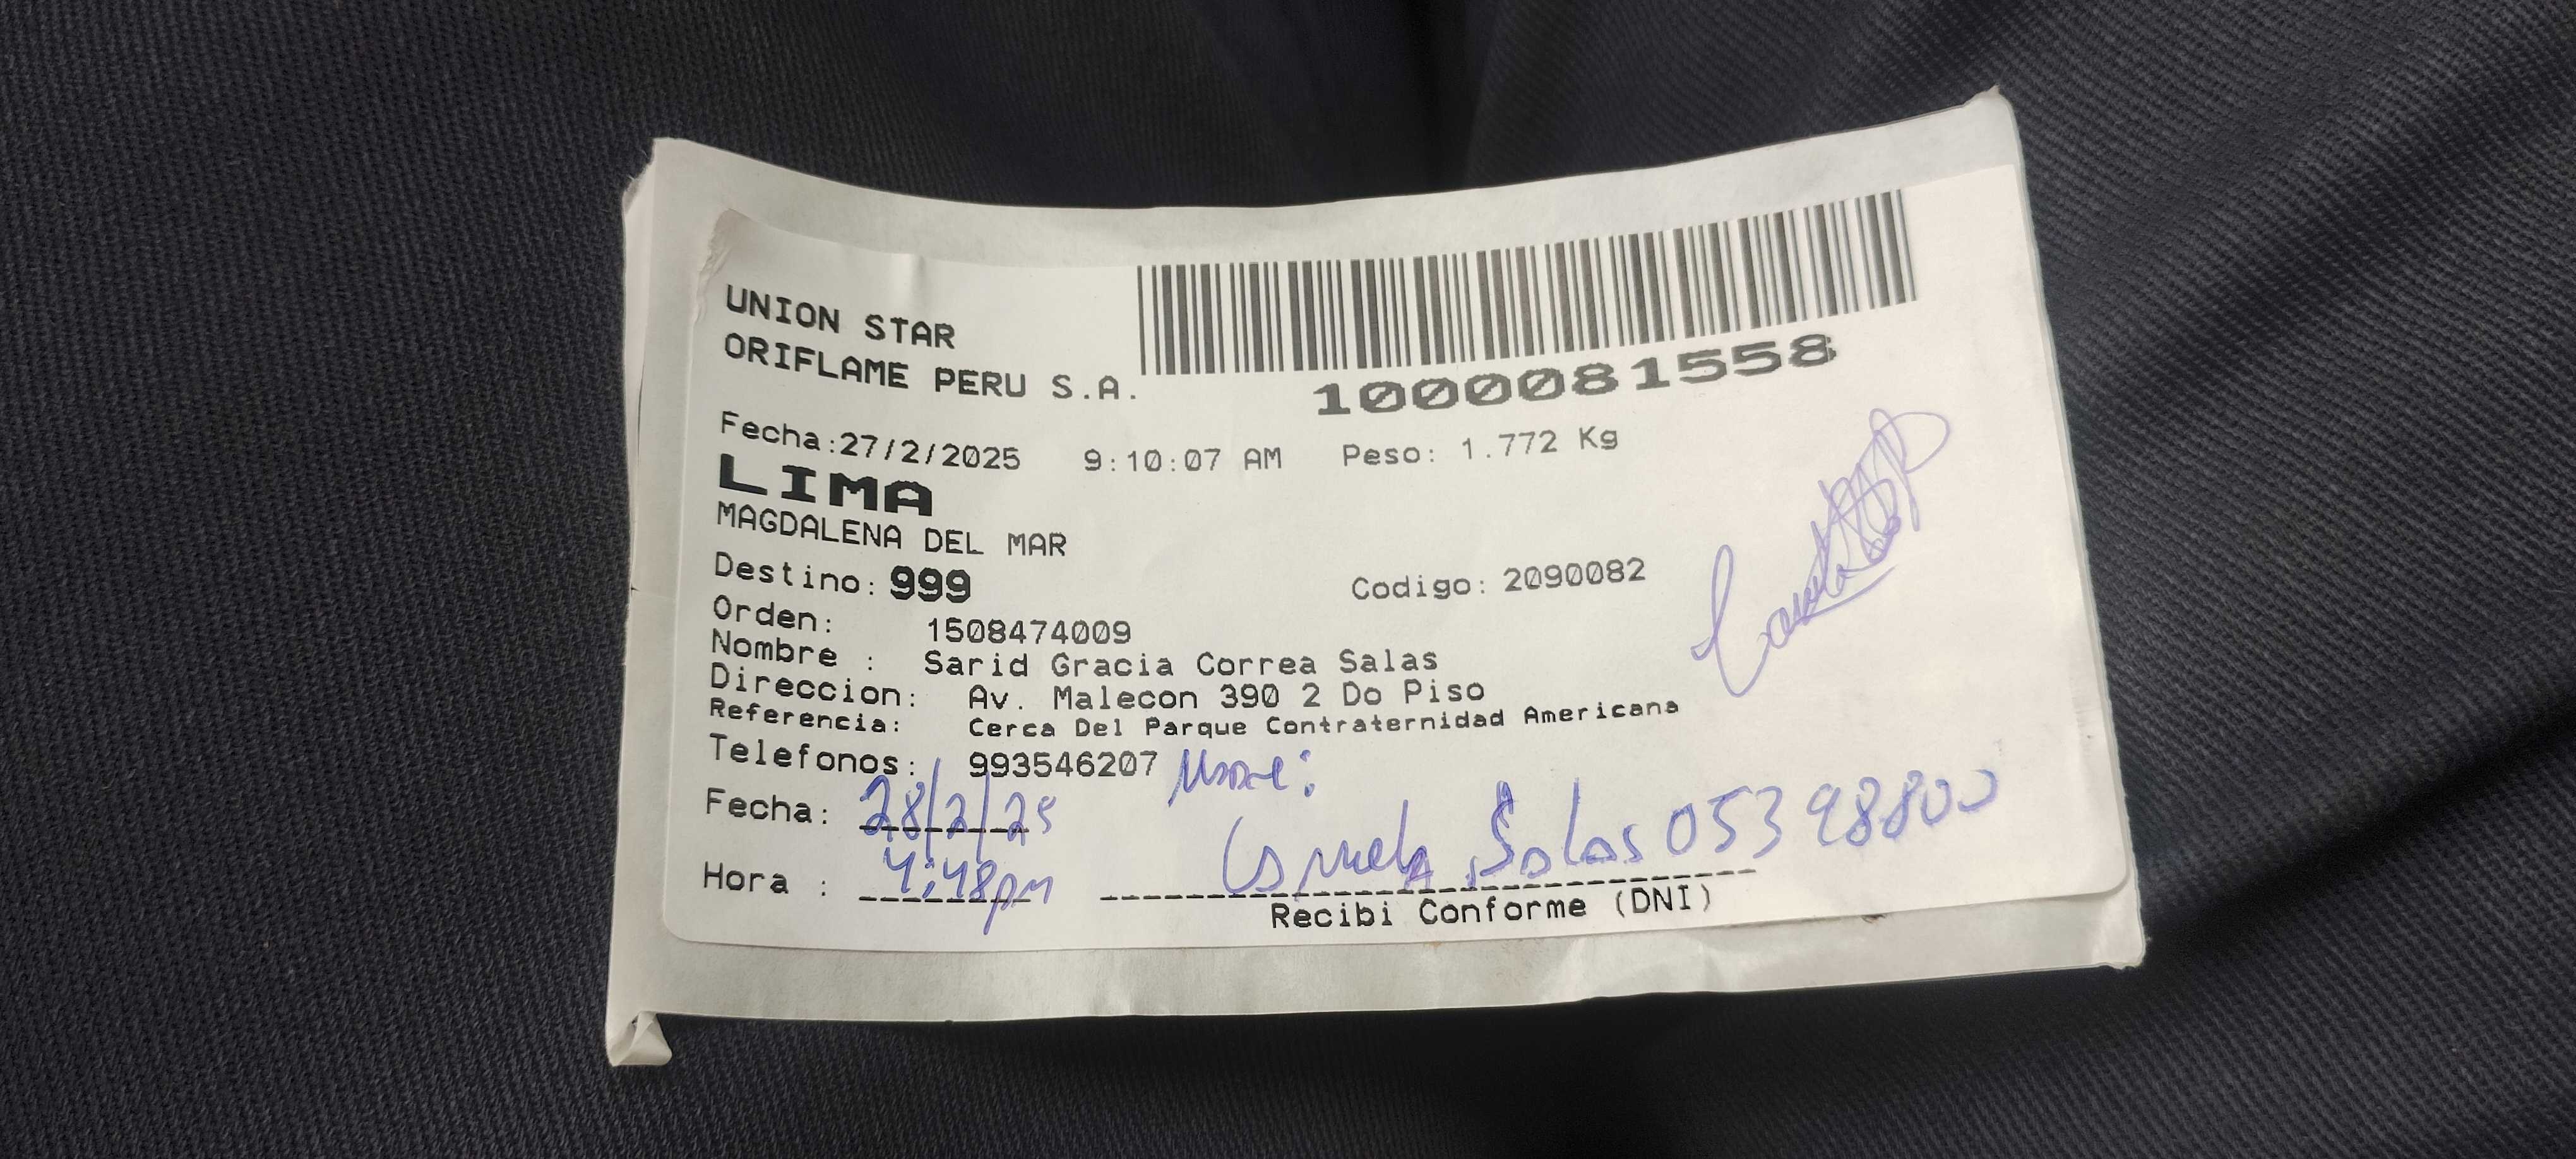 UNION STAR
ORIFLAME PERU S.A.
1000081558
Fecha:27/2/2025 9:10:07 AM Peso: 1.772 Kg
LIMA
MAGDALENA DEL MAR
Destino: 999 Codigo: 2090082
Orden: 1508474009
Nombre : Sarid Gracia Correa Salas
Direccion: Av. Malecon 390 2 Do Piso
Referencia: Cerca Del Parque Contraternidad Americana
Telefonos: 993546207
Fecha: 28/2/25
Salas 05398800
Hora : 4:48pm
Recibi Conforme (DNI)